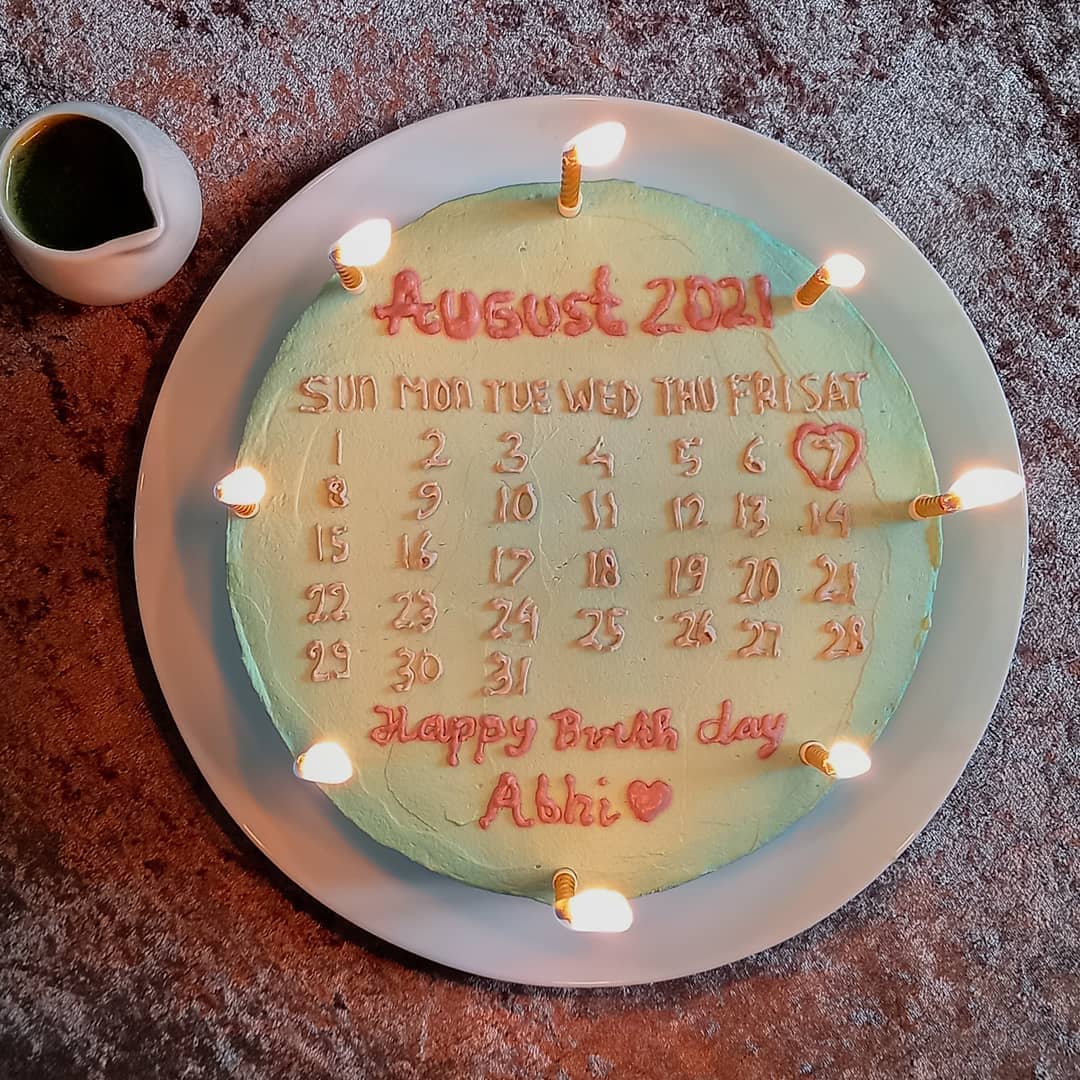 August 2021
SUN MON TUE WED THU FRI SAT
1 2 3 4 5 6 7
8 9 10 11 12 13 14
15 16 17 18 19 20 21
22 23 24 25 26 27 28
29 30 31
Happy Birth day
Abhi